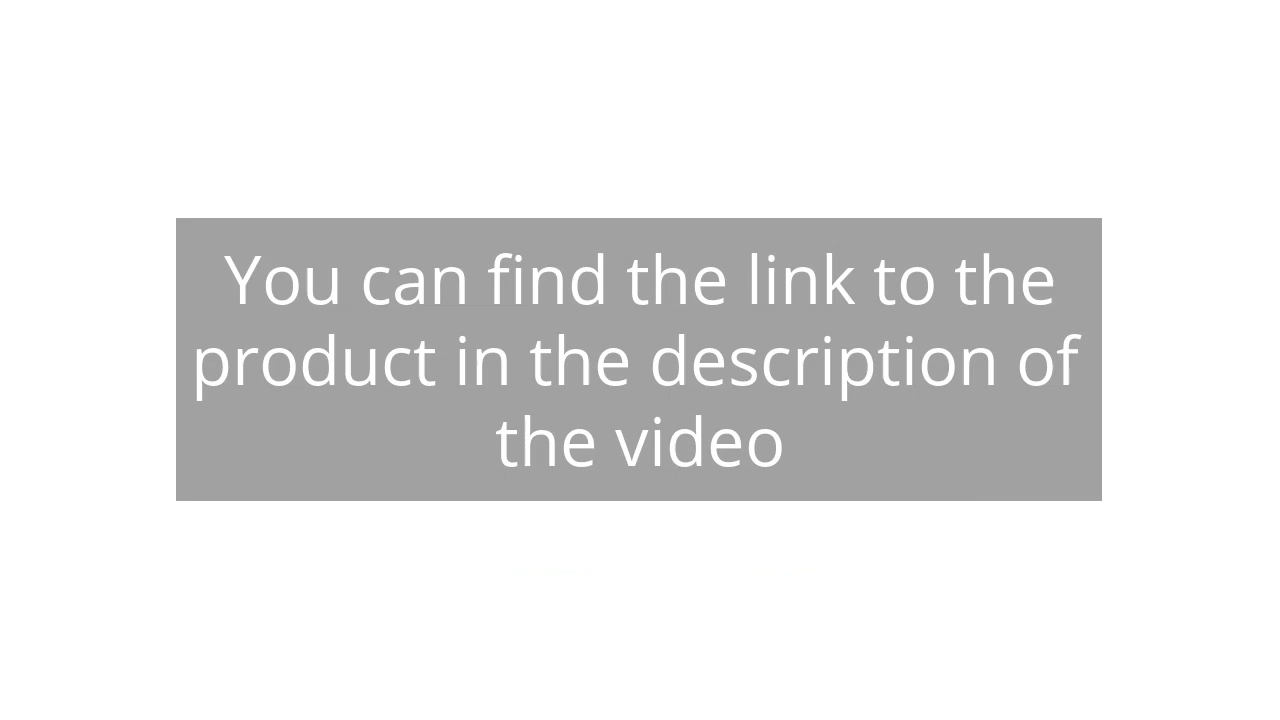 You can find the link to the
product in the description of
the video